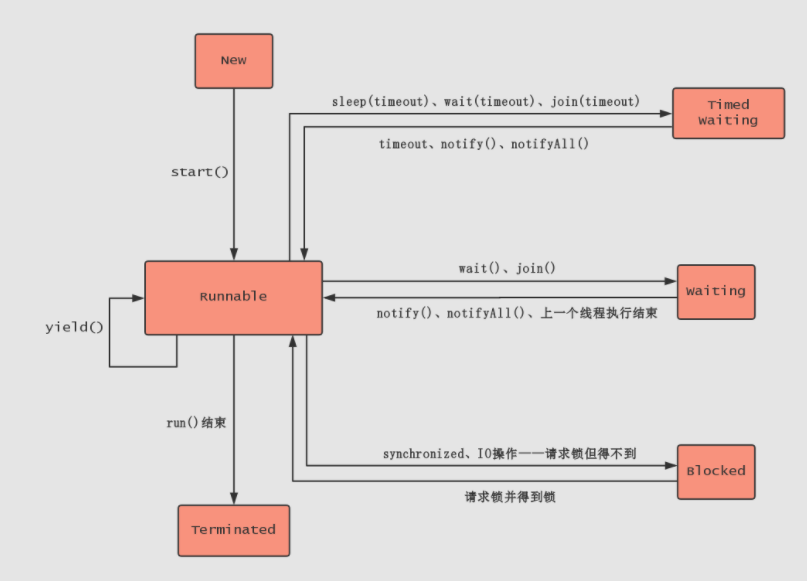 New
sleep(timeout)、wait(timeout)、join(timeout)
Timed
Waiting
timeout、notify()、notifyAll()
start()
wait()、join()
Runnable
Waiting
notify()、notifyAll()、上一个线程执行结束
yield()
run()结束
synchronized、IO操作——请求锁但得不到
Blocked
请求锁并得到锁
Terminated